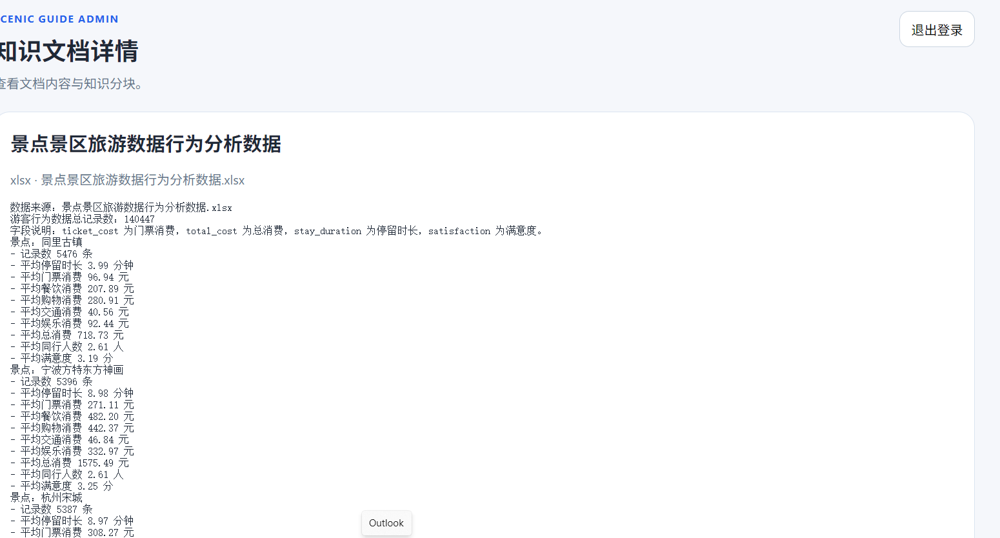 CENIC GUIDE ADMIN
退出登录
知识文档详情
查看文档内容与知识分块。
景点景区旅游数据行为分析数据
xlsx · 景点景区旅游数据行为分析数据.xlsx
数据来源: 景点景区旅游数据行为分析数据.xlsx
游客行为数据总记录数: 140447
字段说明: ticket_cost 为门票消费, total_cost 为总消费, stay_duration 为停留时长, satisfaction 为满意度。
景点: 同里古镇
- 记录数 5476 条
- 平均停留时长 3.99 分钟
- 平均门票消费 96.94 元
- 平均餐饮消费 207.89 元
- 平均购物消费 280.91 元
- 平均交通消费 40.56 元
- 平均娱乐消费 92.44 元
- 平均总消费 718.73 元
- 平均同行人数 2.61 人
- 平均满意度 3.19 分
景点: 宁波方特东方神画
- 记录数 5396 条
- 平均停留时长 8.98 分钟
- 平均门票消费 271.11 元
- 平均餐饮消费 482.20 元
- 平均购物消费 442.37 元
- 平均交通消费 46.84 元
- 平均娱乐消费 332.97 元
- 平均总消费 1575.49 元
- 平均同行人数 2.61 人
- 平均满意度 3.25 分
景点: 杭州宋城
- 记录数 5387 条
- 平均停留时长 8.97 分钟
- 平均门票消费 308.27 元
Outlook